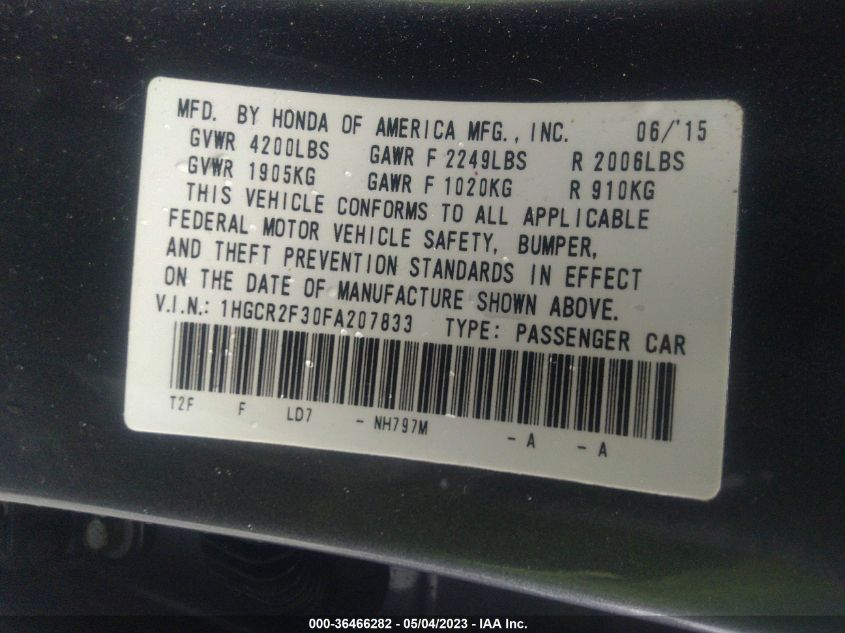 MFD. BY HONDA OF AMERICA MFG., INC. 06/'15
GVWR 4200LBS GAWR F 2249LBS R 2006LBS
GVWR 1905KG GAWR F 1020KG R 910KG
THIS VEHICLE CONFORMS TO ALL APPLICABLE
FEDERAL MOTOR VEHICLE SAFETY, BUMPER,
AND THEFT PREVENTION STANDARDS IN EFFECT
ON THE DATE OF MANUFACTURE SHOWN ABOVE.
V.I.N.: 1HGCR2F30FA207833 TYPE: PASSENGER CAR
T2F F LD7 - NH797M - A - A
000-36466282 - 05/04/2023 - IAA Inc.